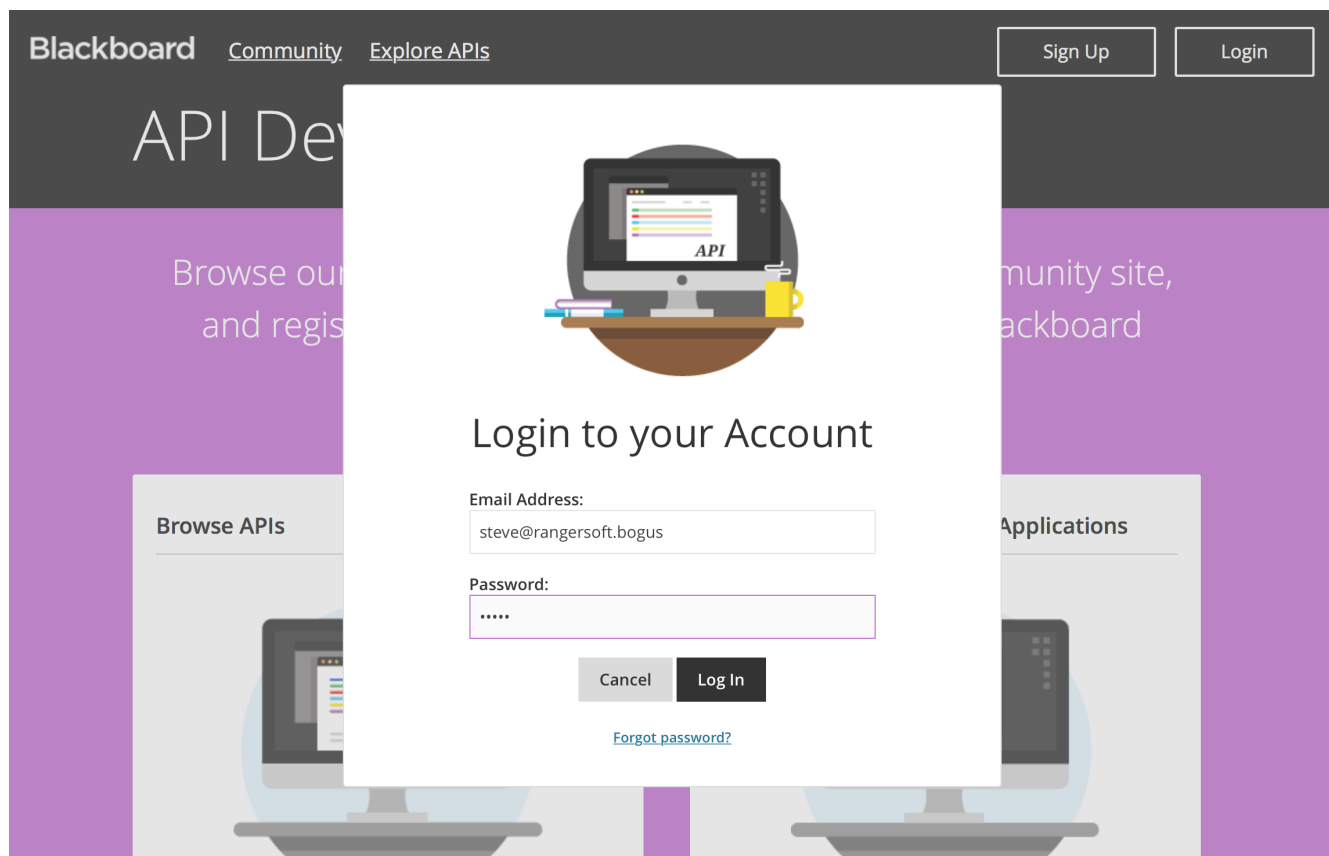 Blackboard Community Explore APIs Sign Up Login
API De
Browse our munity site,
and regis ackboard
API
Login to your Account
Email Address:
steve@rangersoft.bogus
Password:
•••••
Cancel Log In
Forgot password?
Browse APIs Applications